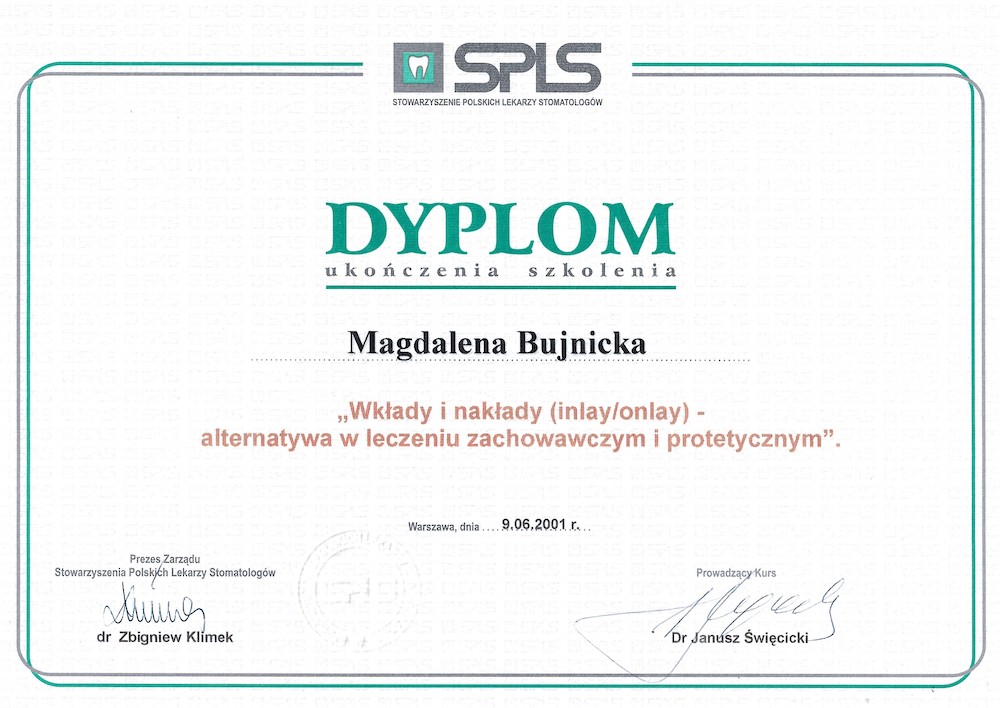 SPLS
STOWARZYSZENIE POLSKICH LEKARZY STOMATOLOGÓW
DYPLOM
ukończenia szkolenia
Magdalena Bujnicka
„Wkłady i nakłady (inlay/onlay) -
alternatywa w leczeniu zachowawczym i protetycznym”.
Warszawa, dnia .... 9.06.2001 r. ...
Prezes Zarządu
Stowarzyszenia Polskich Lekarzy Stomatologów
dr Zbigniew Klimek
Prowadzący Kurs
Dr Janusz Święcicki